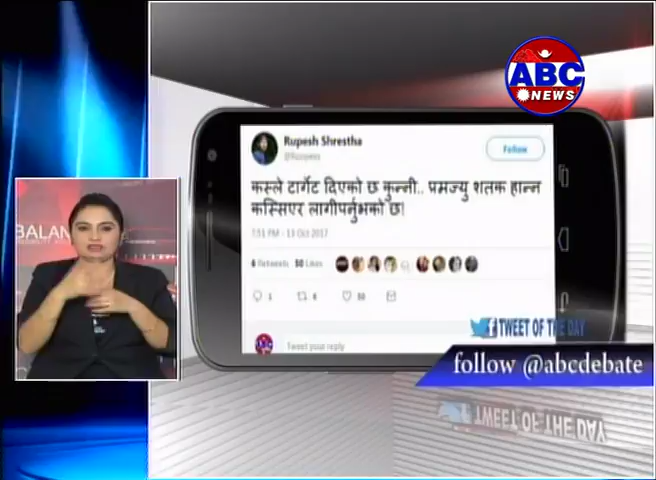 ABC
NEWS
BALAN
Rupesh Shrestha
Follow
कस्ले टार्गेट दिएको छ कुन्नी.. प्रमज्यु शतक हान्न
कस्सिएर लागीपर्नुभको छ।
7:51 PM - 13 Oct 2017
6 Retweets 50 Likes
1
6
50
Tweet your reply
TWEET OF THE DAY
follow @abcdebate
TWEET OF THE DAY